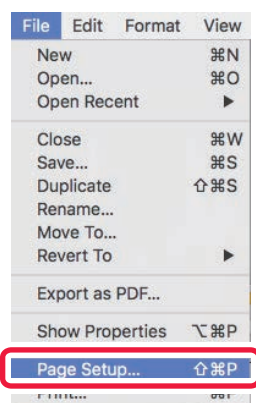 File Edit Format View
New ⌘N
Open... ⌘O
Open Recent ▶
Close ⌘W
Save... ⌘S
Duplicate ⇧⌘S
Rename...
Move To...
Revert To ▶
Export as PDF...
Show Properties ⌥⌘P
Page Setup... ⇧⌘P
Print... ⌘P